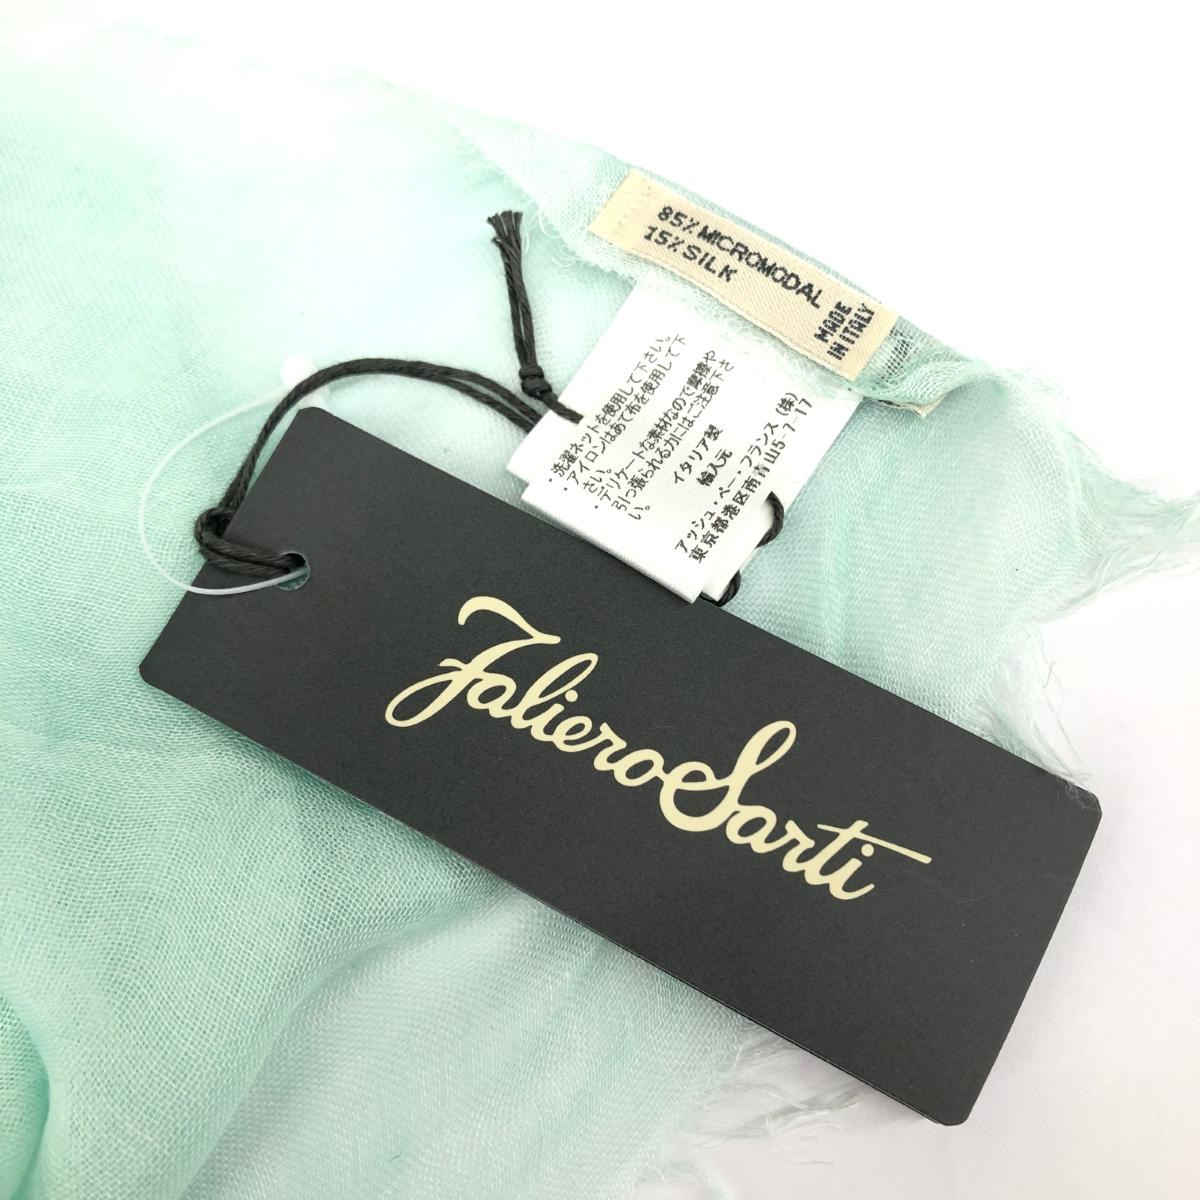 85% MICROMODAL
15% SILK
MADE
IN ITALY
・洗濯ネットを使用して下さい。
・アイロンはあて布を使用して下
さい。
・デリケートな素材なので摩擦や
引っ張られる力にはご注意下さ
い。
イタリア製
輸入元
アッシュ・ペー・フランス(株)
東京都港区南青山5-7-17
Faliero Sarti